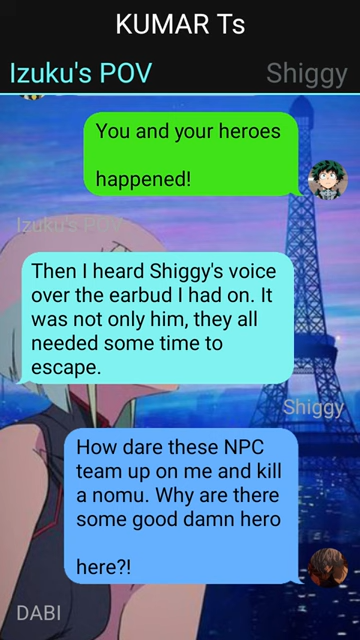 KUMAR Ts
Izuku's POV
Shiggy
You and your heroes
happened!
Izuku's POV
Then I heard Shiggy's voice
over the earbud I had on. It
was not only him, they all
needed some time to
escape.
Shiggy
How dare these NPC
team up on me and kill
a nomu. Why are there
some good damn hero
here?!
DABI